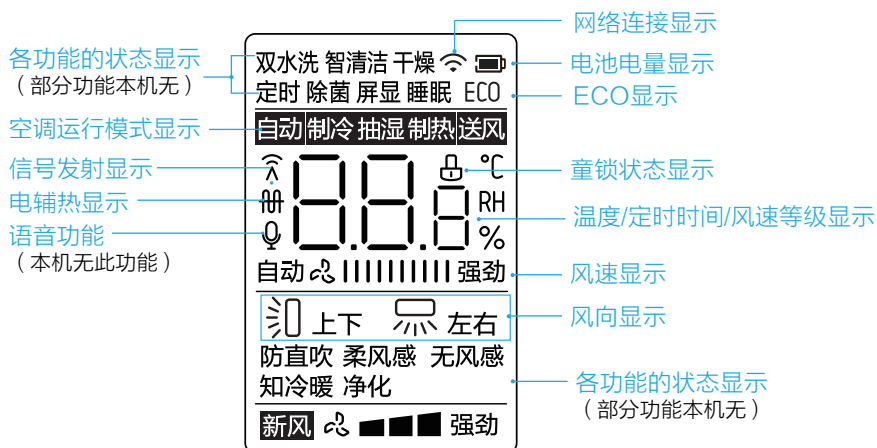 网络连接显示
各功能的状态显示
（部分功能本机无）
双水洗 智清洁 干燥
电池电量显示
定时 除菌 屏显 睡眠 ECO
ECO显示
空调运行模式显示
自动 制冷 抽湿 制热 送风
信号发射显示
℃
童锁状态显示
电辅热显示
88.8
RH
温度/定时时间/风速等级显示
语音功能
%
（本机无此功能）
自动 强劲
风速显示
上下 左右
风向显示
防直吹 柔风感 无风感
知冷暖 净化
各功能的状态显示
（部分功能本机无）
新风 强劲